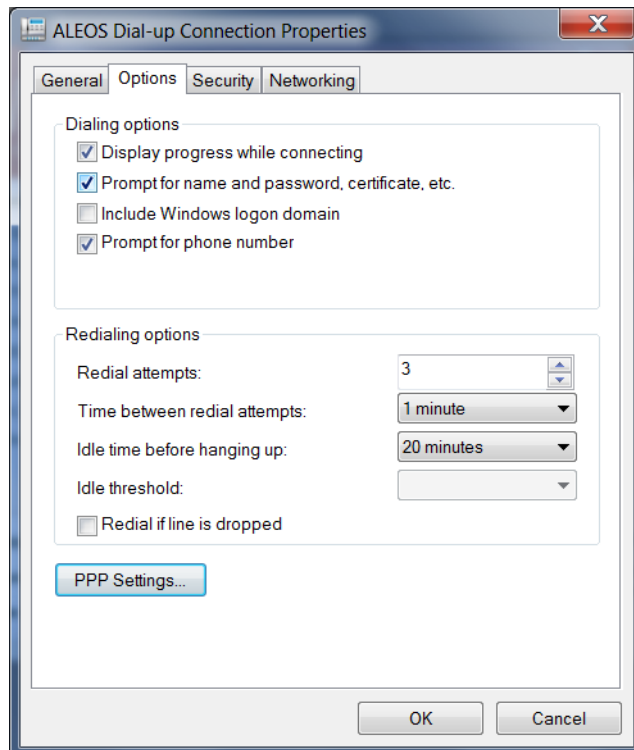 ALEOS Dial-up Connection Properties
General Options Security Networking
Dialing options
Display progress while connecting
Prompt for name and password, certificate, etc.
Include Windows logon domain
Prompt for phone number
Redialing options
Redial attempts: 3
Time between redial attempts: 1 minute
Idle time before hanging up: 20 minutes
Idle threshold:
Redial if line is dropped
PPP Settings...
OK Cancel